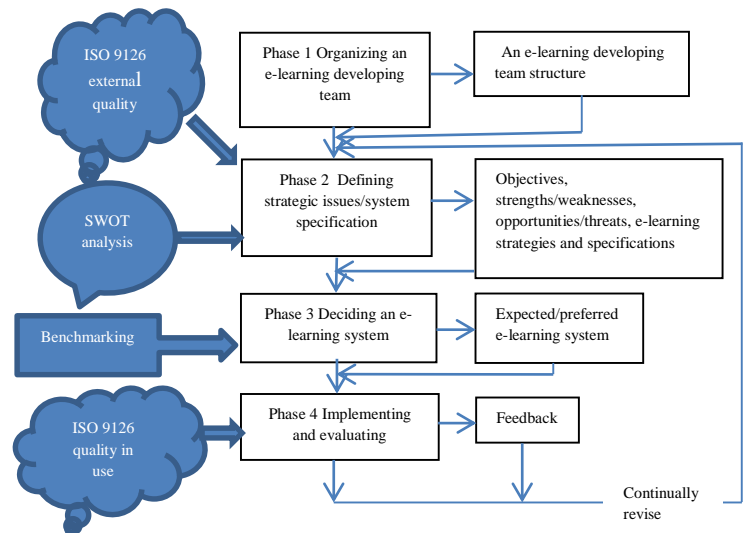 ISO 9126
external
quality
Phase 1 Organizing an
e-learning developing
team
An e-learning developing
team structure
SWOT
analysis
Phase 2  Defining
strategic issues/system
specification
Objectives,
strengths/weaknesses,
opportunities/threats, e-learning
strategies and specifications
Benchmarking
Phase 3 Deciding an e-
learning system
Expected/preferred
e-learning system
ISO 9126
quality in
use
Phase 4 Implementing
and evaluating
Feedback
Continually
revise